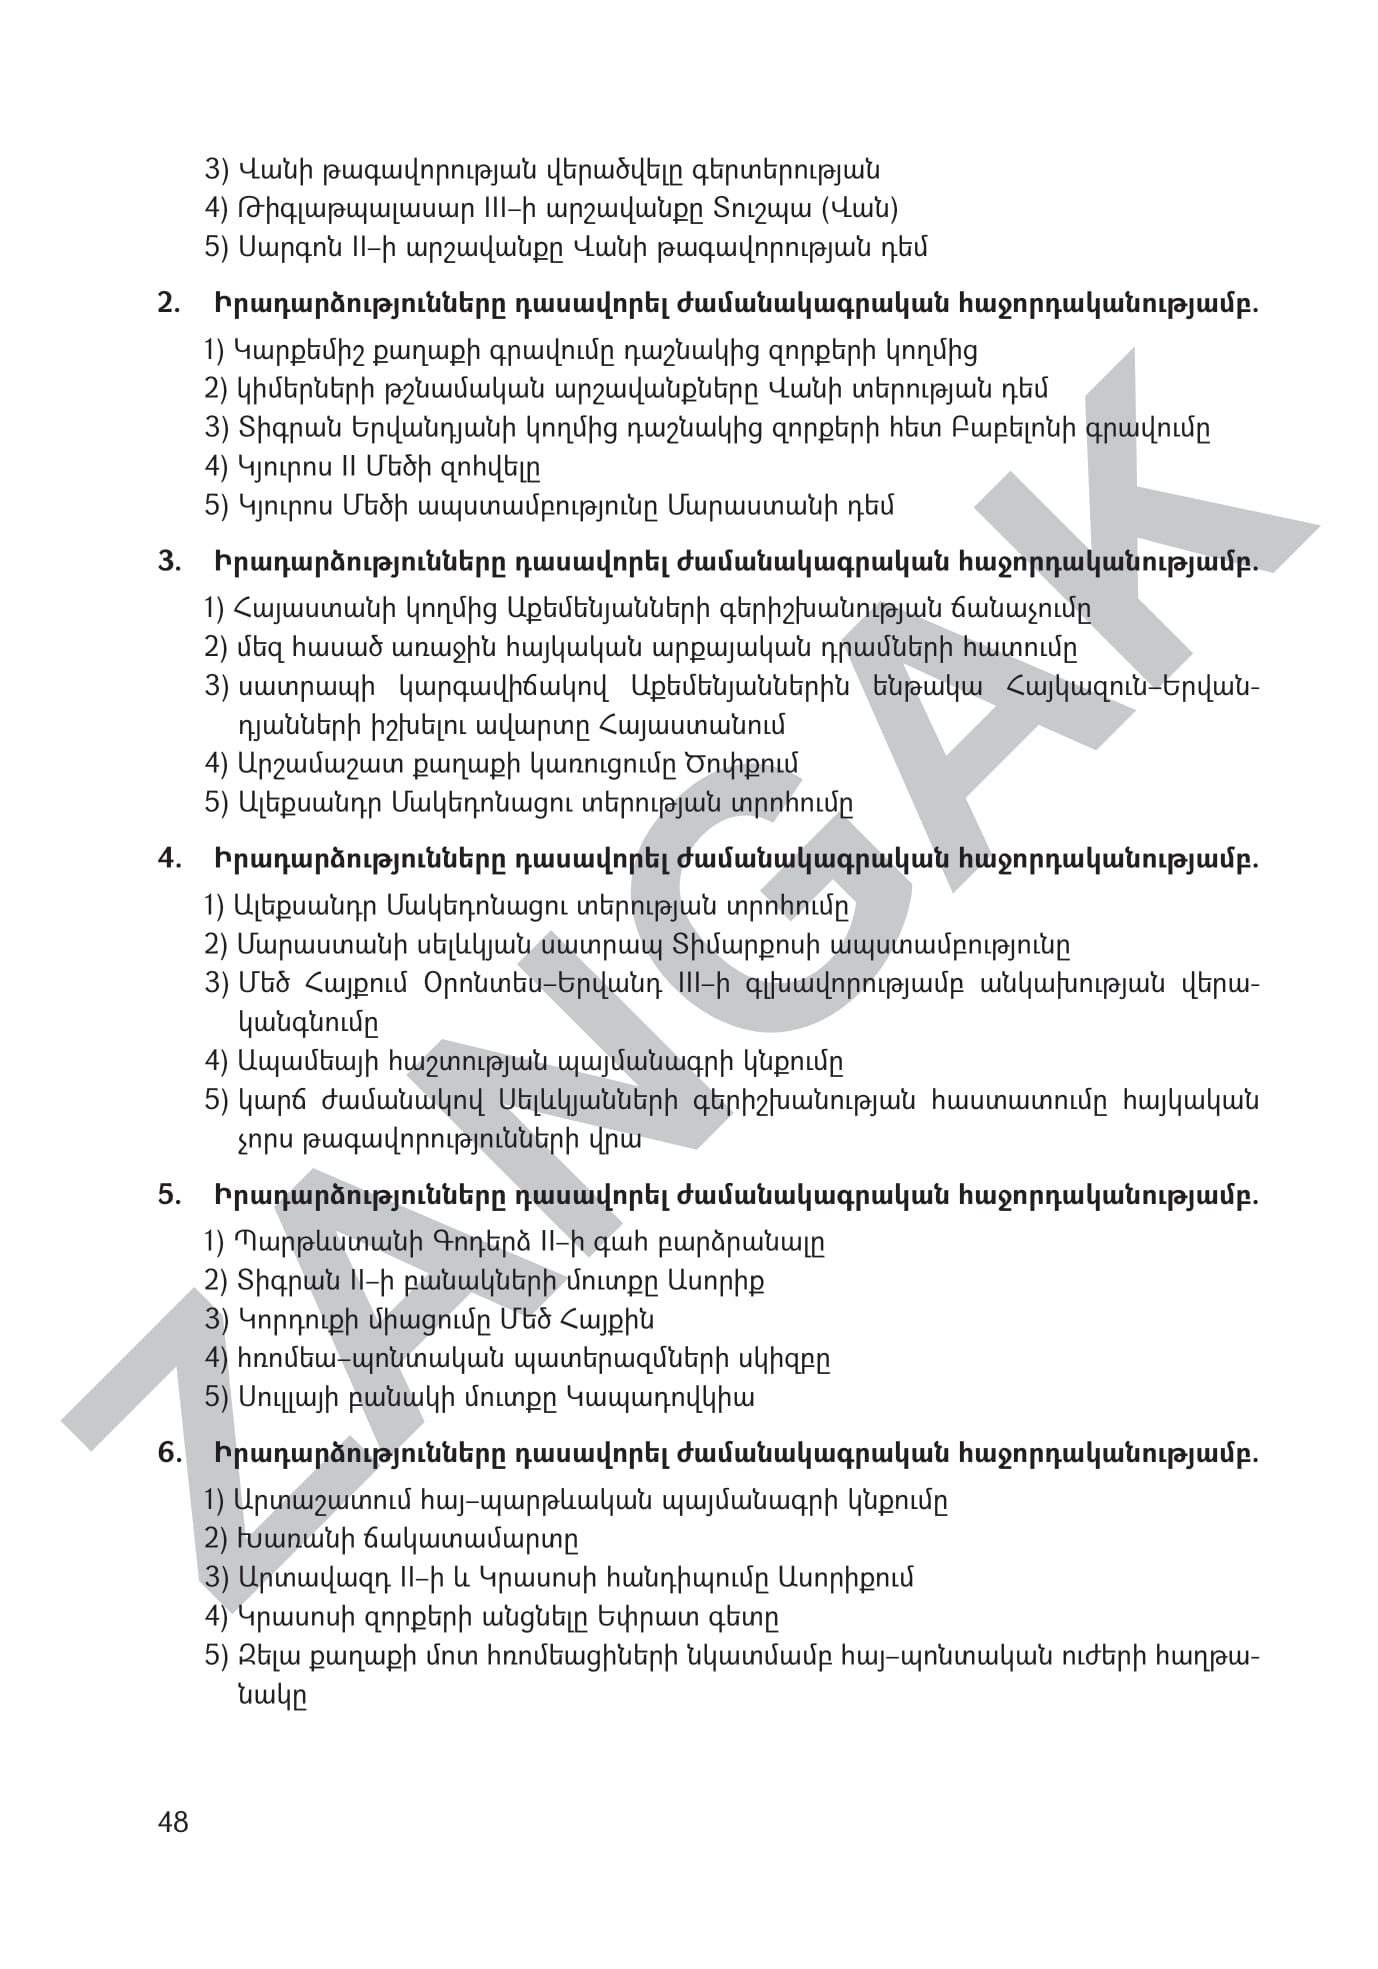 3) Վանի թագավորության վերածվելը գերտերության
4) Թիգլաթպալասար III–ի արշավանքը Տուշպա (Վան)
5) Սարգոն II–ի արշավանքը Վանի թագավորության դեմ
2. Իրադարձությունները դասավորել ժամանակագրական հաջորդականությամբ.
1) Կարքեմիշ քաղաքի գրավումը դաշնակից զորքերի կողմից
2) կիմերների թշնամական արշավանքները Վանի տերության դեմ
3) Տիգրան Երվանդյանի կողմից դաշնակից զորքերի հետ Բաբելոնի գրավումը
4) Կյուրոս II Մեծի զոհվելը
5) Կյուրոս Մեծի ապստամբությունը Մարաստանի դեմ
3. Իրադարձությունները դասավորել ժամանակագրական հաջորդականությամբ.
1) Հայաստանի կողմից Աքեմենյանների գերիշխանության ճանաչումը
2) մեզ հասած առաջին հայկական արքայական դրամների հատումը
3) սատրապի կարգավիճակով Աքեմենյաններին ենթակա Հայկազուն–Երվան-
դյանների իշխելու ավարտը Հայաստանում
4) Արշամաշատ քաղաքի կառուցումը Ծոփքում
5) Ալեքսանդր Մակեդոնացու տերության տրոհումը
4. Իրադարձությունները դասավորել ժամանակագրական հաջորդականությամբ.
1) Ալեքսանդր Մակեդոնացու տերության տրոհումը
2) Մարաստանի սելևկյան սատրապ Տիմարքոսի ապստամբությունը
3) Մեծ Հայքում Օրոնտես–Երվանդ III–ի գլխավորությամբ անկախության վերա-
կանգնումը
4) Ապամեայի հաշտության պայմանագրի կնքումը
5) կարճ ժամանակով Սելևկյանների գերիշխանության հաստատումը հայկական
չորս թագավորությունների վրա
5. Իրադարձությունները դասավորել ժամանակագրական հաջորդականությամբ.
1) Պարթևստանի Գոդերձ II–ի գահ բարձրանալը
2) Տիգրան II–ի բանակների մուտքը Ասորիք
3) Կորդուքի միացումը Մեծ Հայքին
4) հռոմեա–պոնտական պատերազմների սկիզբը
5) Սուլլայի բանակի մուտքը Կապադովկիա
6. Իրադարձությունները դասավորել ժամանակագրական հաջորդականությամբ.
1) Արտաշատում հայ–պարթևական պայմանագրի կնքումը
2) Խառանի ճակատամարտը
3) Արտավազդ II–ի և Կրասոսի հանդիպումը Ասորիքում
4) Կրասոսի զորքերի անցնելը Եփրատ գետը
5) Զելա քաղաքի մոտ հռոմեացիների նկատմամբ հայ–պոնտական ուժերի հաղթա-
նակը
48
ZANGAK